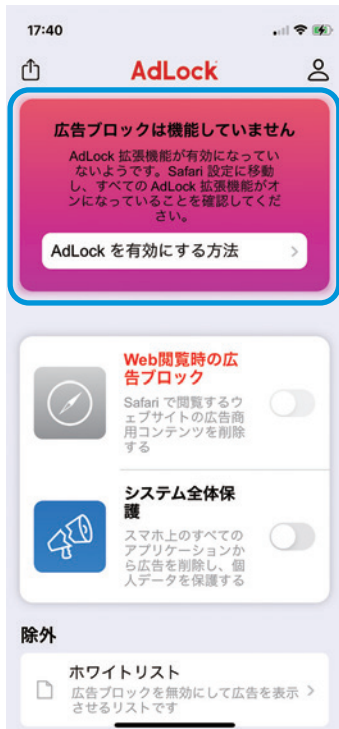 17:40
AdLock
広告ブロックは機能していません
AdLock 拡張機能が有効になってい
ないようです。Safari 設定に移動
し、すべての AdLock 拡張機能がオ
ンになっていることを確認してくだ
さい。
AdLock を有効にする方法
Web閲覧時の広
告ブロック
Safari で閲覧するウ
ェブサイトの広告商
用コンテンツを削除
する
システム全体保
護
スマホ上のすべての
アプリケーションか
ら広告を削除し、個
人データを保護する
除外
ホワイトリスト
広告ブロックを無効にして広告を表示
させるリストです